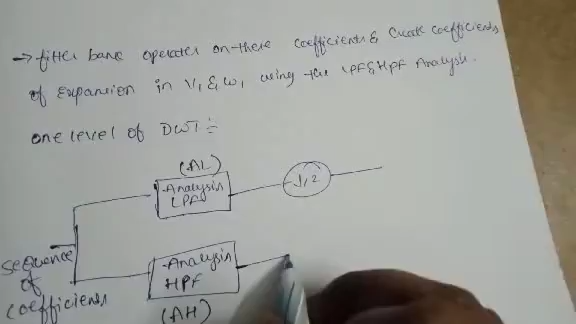 → filter bank operates on these coefficients & Create coefficients
of Expansion in V1 & W1 using the LPF & HPF Analysis.
one level of DWT :-
(AL)
Analysis
LPF
↓,2
sequence
of
coefficients
Analysis
HPF
(AH)